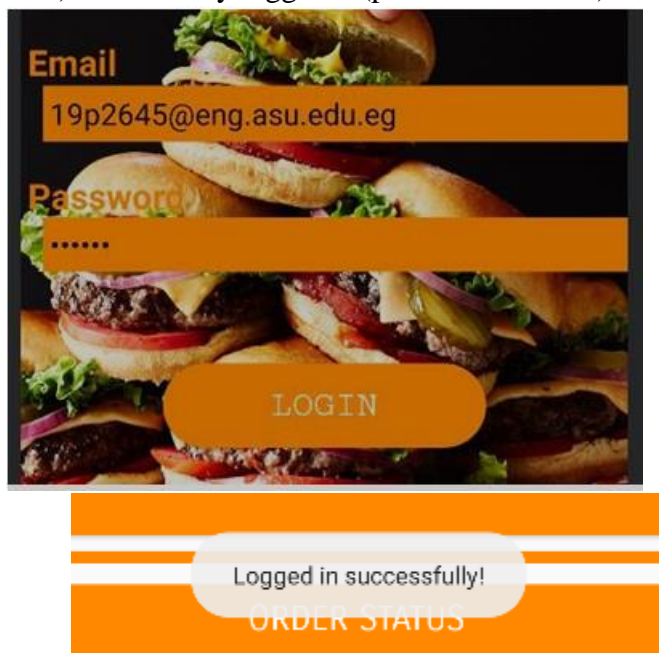 Email
19p2645@eng.asu.edu.eg
Password
••••••
LOGIN
Logged in successfully!
ORDER STATUS